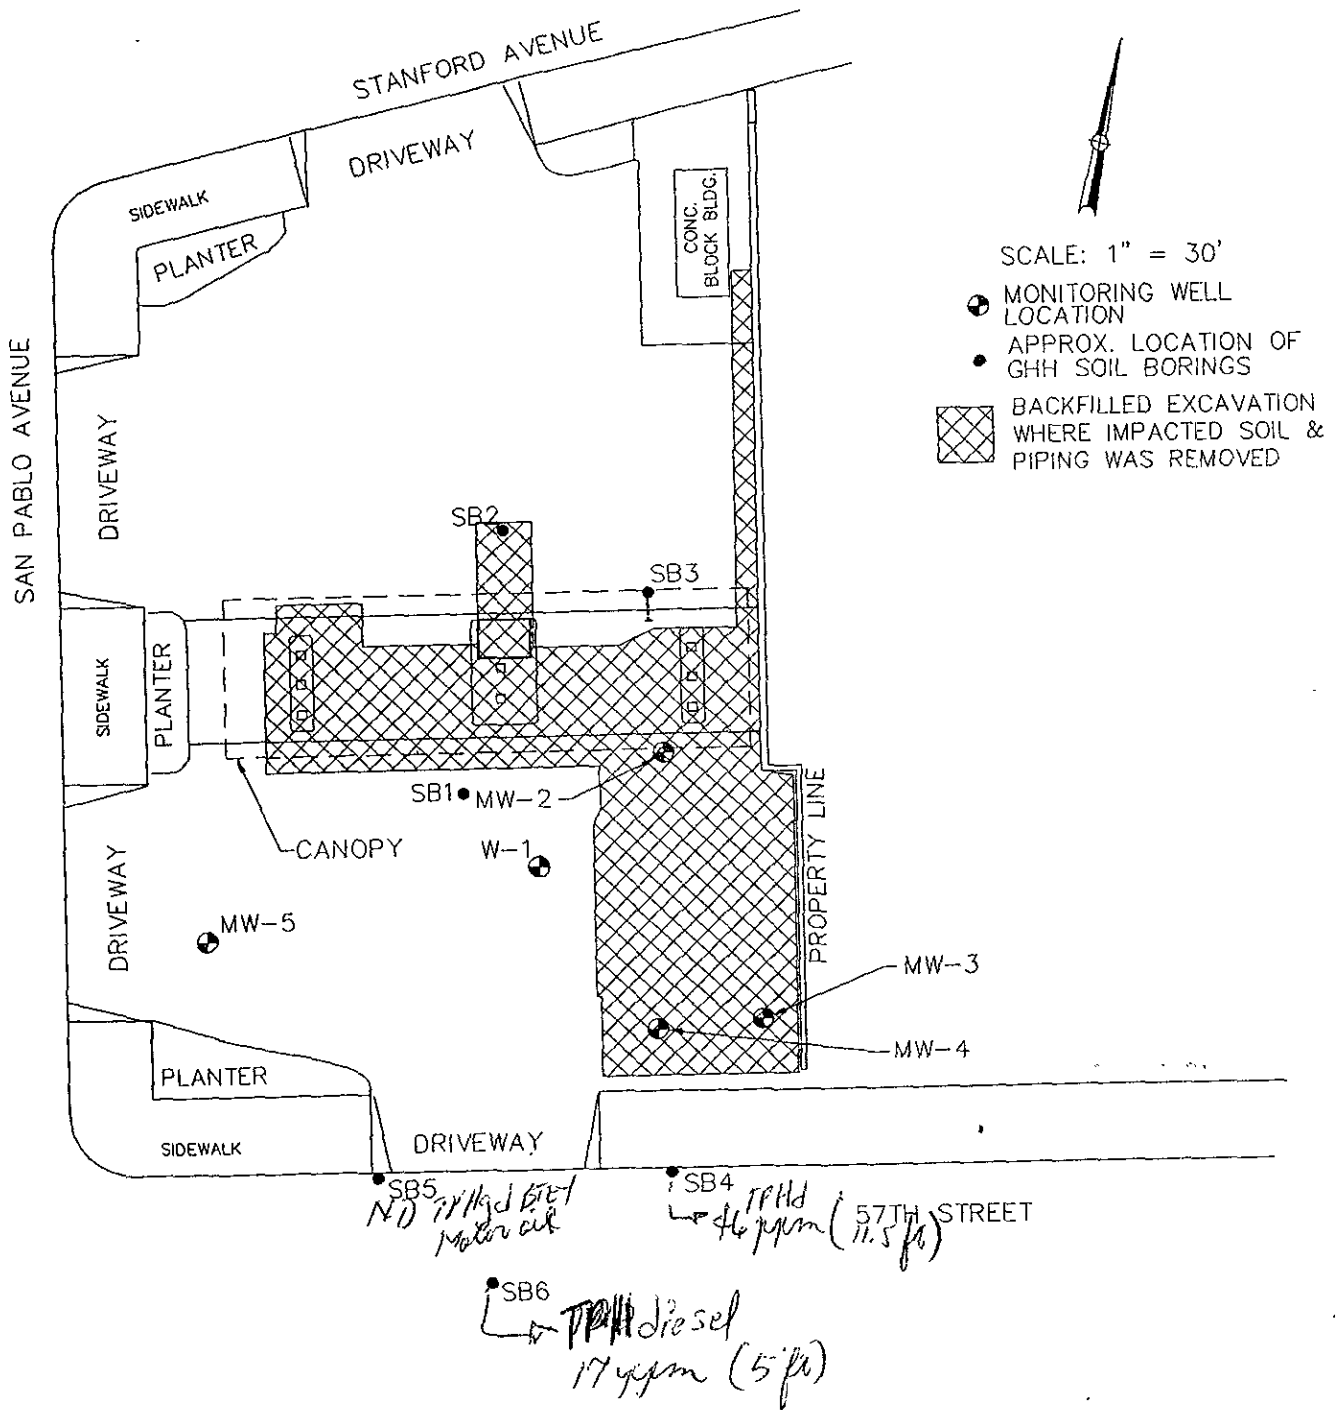 STANFORD AVENUE
DRIVEWAY
SIDEWALK
PLANTER
CONC.
BLOCK BLDG.
SCALE: 1" = 30'
MONITORING WELL
LOCATION
APPROX. LOCATION OF
GHH SOIL BORINGS
BACKFILLED EXCAVATION
WHERE IMPACTED SOIL &
PIPING WAS REMOVED
SAN PABLO AVENUE
DRIVEWAY
SB2
SB3
SIDEWALK
PLANTER
SB1
MW-2
CANOPY
W-1
PROPERTY LINE
DRIVEWAY
MW-5
MW-3
MW-4
PLANTER
SIDEWALK
DRIVEWAY
SB5
ND
Motor oil
SB4
TPHd
46 ppm (11.5 ft)
57TH STREET
SB6
diesel
17 ppm (5 ft)